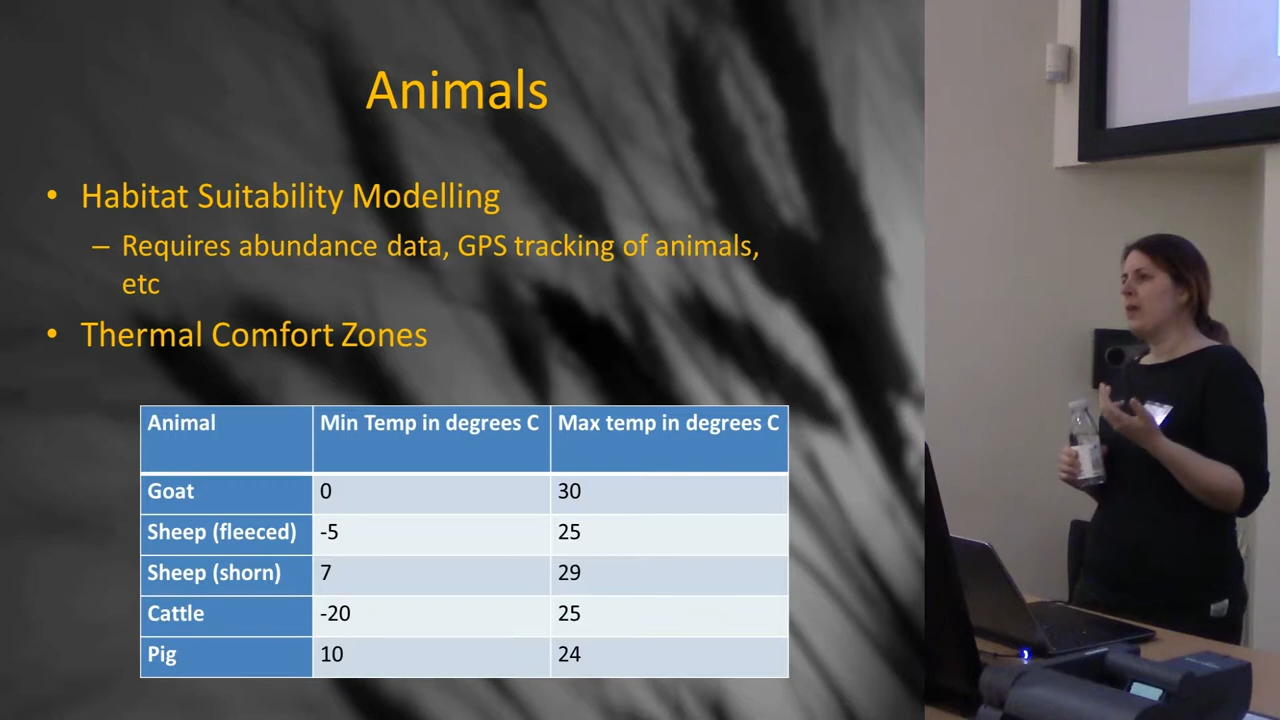 Animals
• Habitat Suitability Modelling
– Requires abundance data, GPS tracking of animals,
etc
• Thermal Comfort Zones
Animal Min Temp in degrees C Max temp in degrees C
Goat 0 30
Sheep (fleeced) -5 25
Sheep (shorn) 7 29
Cattle -20 25
Pig 10 24